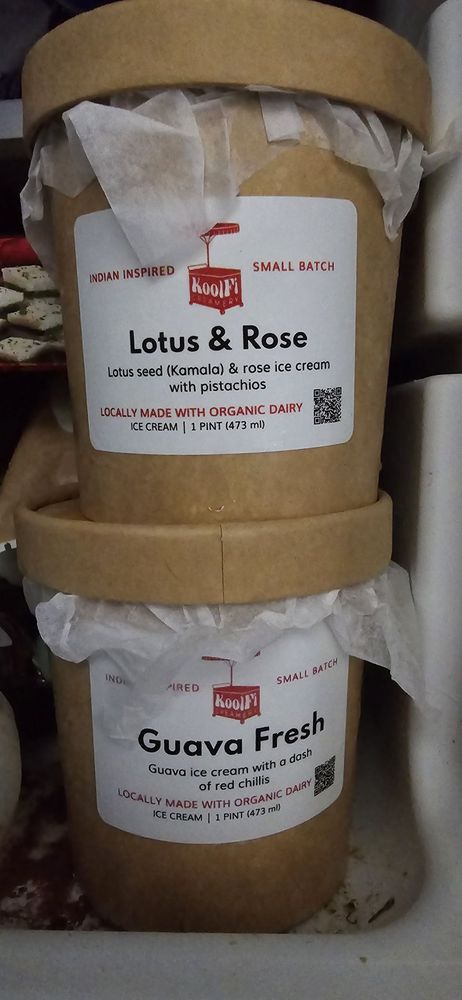 INDIAN INSPIRED
KoolFi
CREAMERY
SMALL BATCH
Lotus & Rose
Lotus seed (Kamala) & rose ice cream
with pistachios
LOCALLY MADE WITH ORGANIC DAIRY
ICE CREAM | 1 PINT (473 ml)
KoolFi
CREAMERY
SMALL BATCH
Guava Fresh
Guava ice cream with a dash
of red chillis
LOCALLY MADE WITH ORGANIC DAIRY
ICE CREAM | 1 PINT (473 ml)